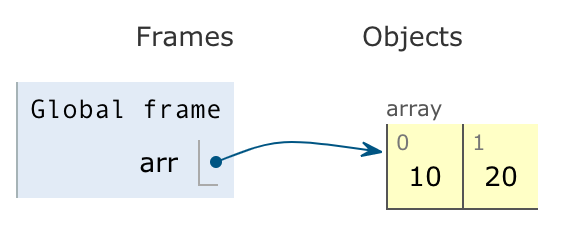 Frames
Objects
Global frame
arr
array
0 1
10 20